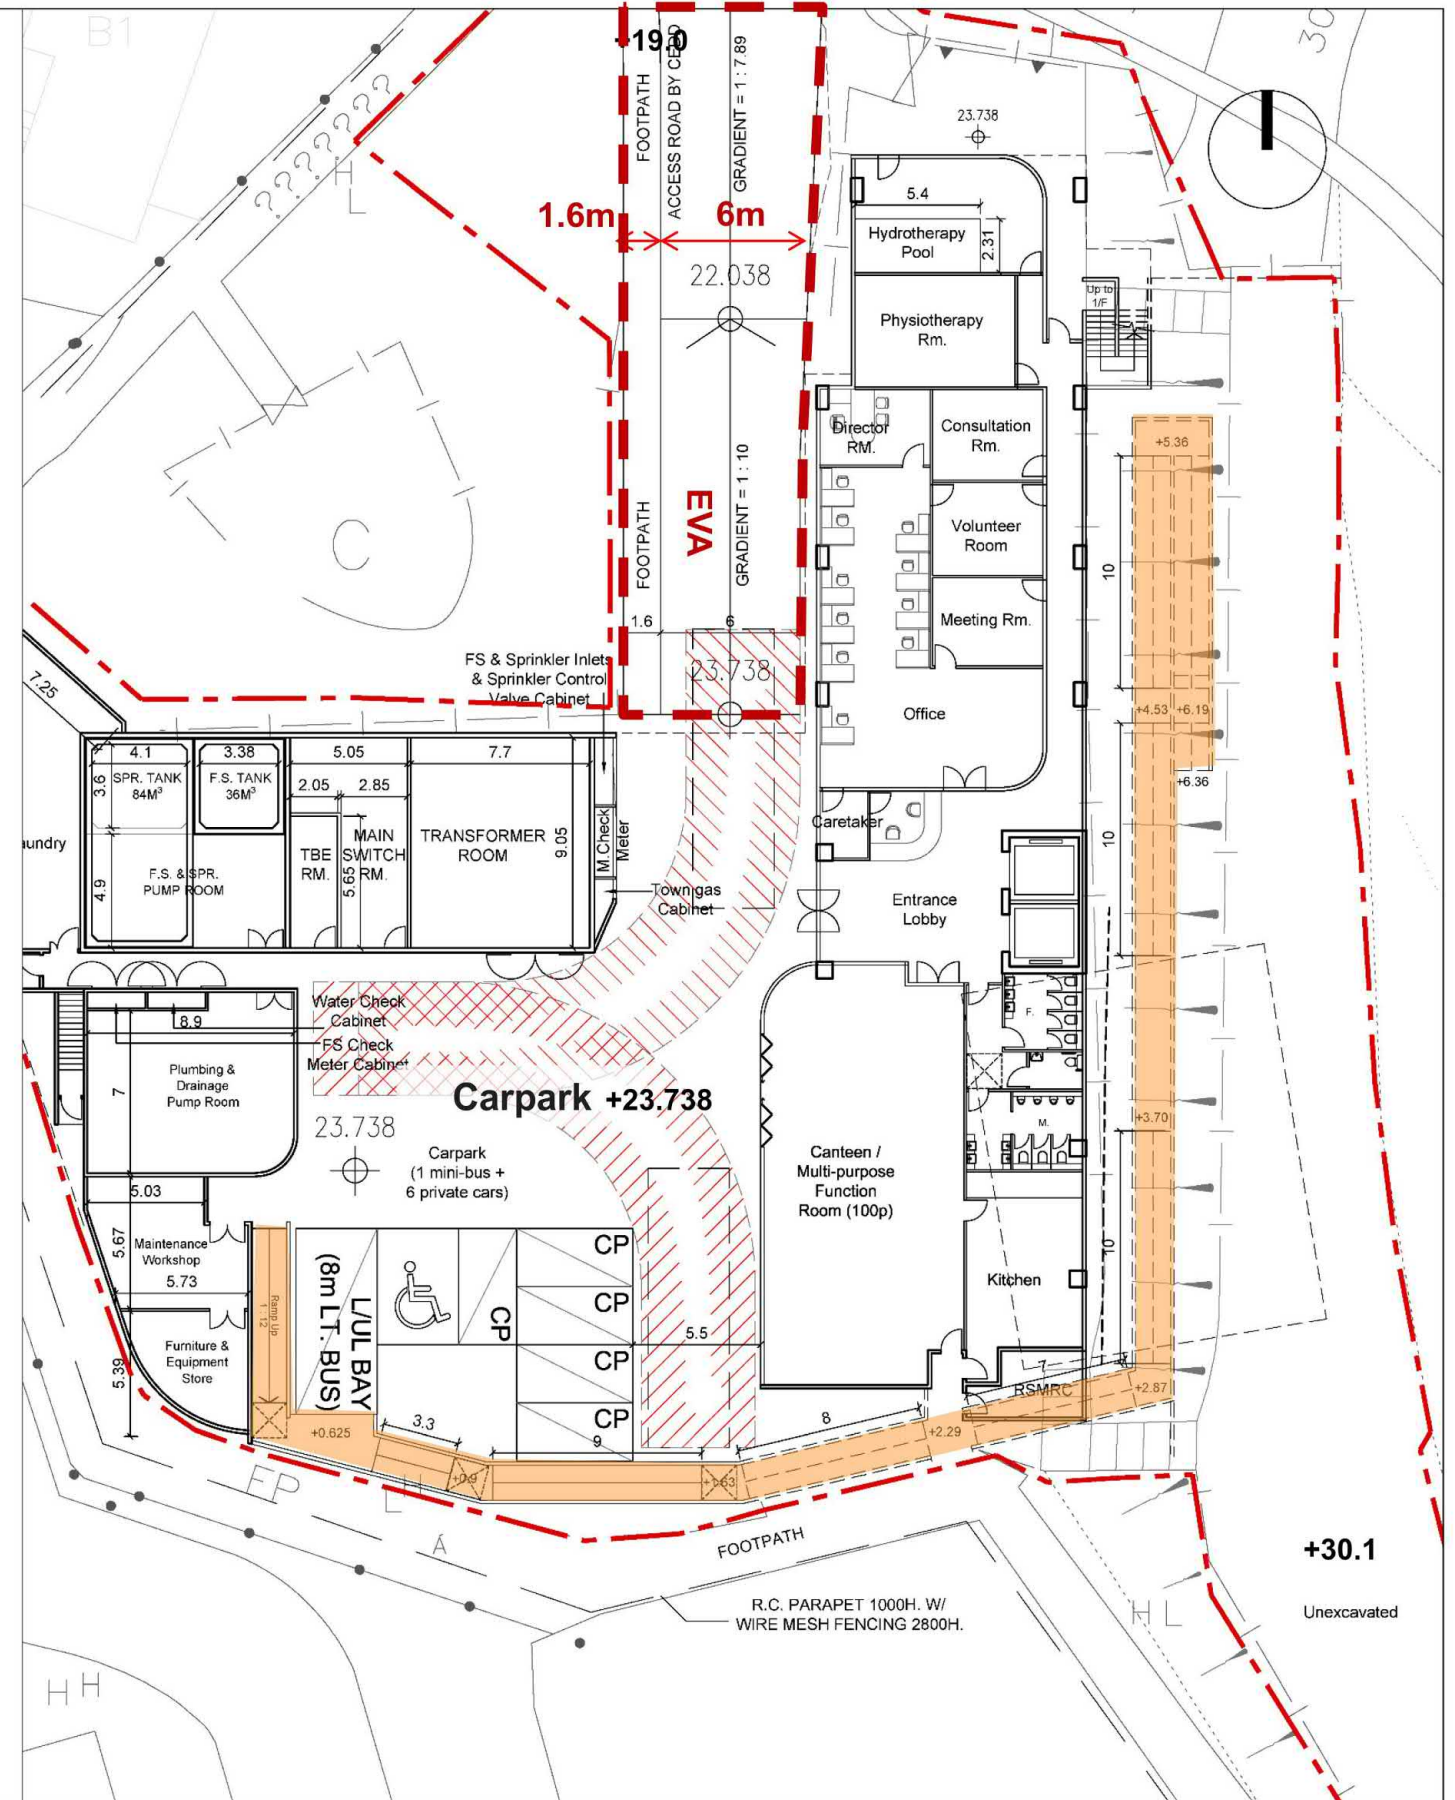 B1
+19.0
30
???????
H
L
FOOTPATH
ACCESS ROAD BY CEDD
GRADIENT = 1 : 7.89
23.738
1.6m
6m
5.4
Hydrotherapy
Pool
2.31
22.038
Up to
1/F
Physiotherapy
Rm.
Director
RM.
Consultation
Rm.
+5.36
C
FOOTPATH
EVA
GRADIENT = 1 : 10
Volunteer
Room
10
Meeting Rm.
1.6
6
FS & Sprinkler Inlets
& Sprinkler Control
Valve Cabinet
23.738
7.25
Office
+4.53
+6.19
4.1
3.38
5.05
7.7
SPR. TANK
84M³
F.S. TANK
36M³
3.6
2.05
2.85
+6.36
Caretaker
aundry
MAIN
SWITCH
RM.
TBE
RM.
5.65
TRANSFORMER
ROOM
9.05
M.Check
Meter
10
F.S. & SPR.
PUMP ROOM
4.9
Town gas
Cabinet
Entrance
Lobby
Water Check
Cabinet
8.9
FS Check
Meter Cabinet
F.
Plumbing &
Drainage
Pump Room
7
Carpark +23.738
23.738
M.
+3.70
Carpark
(1 mini-bus +
6 private cars)
Canteen /
Multi-purpose
Function
Room (100p)
5.03
5.67
Maintenance
Workshop
5.73
CP
10
Kitchen
Ramp Up
1 : 12
L/UL BAY
(8m LT. BUS)
CP
CP
5.5
Furniture &
Equipment
Store
5.39
CP
7
RSMRC
+2.87
3.3
CP
8
+0.625
9
+2.29
+0.9
+1.63
FP
LH
A
FOOTPATH
+30.1
R.C. PARAPET 1000H. W/
WIRE MESH FENCING 2800H.
H L
Unexcavated
H H